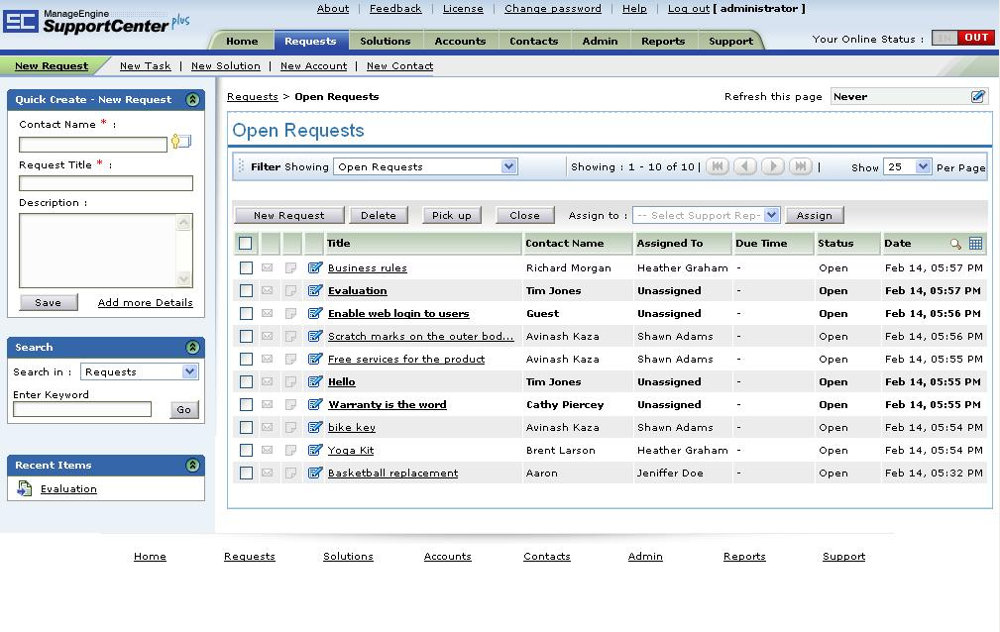 About | Feedback | License | Change password | Help | Log out [ administrator ]
SC ManageEngine
SupportCenter plus
Home Requests Solutions Accounts Contacts Admin Reports Support
Your Online Status : IN OUT
New Request New Task | New Solution | New Account | New Contact
Quick Create - New Request
Contact Name * :
Request Title * :
Description :
Save Add more Details
Search
Search in : Requests
Enter Keyword
Go
Recent Items
Evaluation
Requests > Open Requests
Refresh this page Never
Open Requests
Filter Showing Open Requests Showing : 1 - 10 of 10 | | Show 25 Per Page
New Request Delete Pick up Close Assign to : -- Select Support Rep- Assign
Title Contact Name Assigned To Due Time Status Date
Business rules Richard Morgan Heather Graham - Open Feb 14, 05:57 PM
Evaluation Tim Jones Unassigned - Open Feb 14, 05:57 PM
Enable web login to users Guest Unassigned - Open Feb 14, 05:56 PM
Scratch marks on the outer bod... Avinash Kaza Shawn Adams - Open Feb 14, 05:56 PM
Free services for the product Avinash Kaza Shawn Adams - Open Feb 14, 05:55 PM
Hello Tim Jones Unassigned - Open Feb 14, 05:55 PM
Warranty is the word Cathy Piercey Unassigned - Open Feb 14, 05:55 PM
bike key Avinash Kaza Shawn Adams - Open Feb 14, 05:54 PM
Yoga Kit Brent Larson Heather Graham - Open Feb 14, 05:54 PM
Basketball replacement Aaron Jeniffer Doe - Open Feb 14, 05:32 PM
Home Requests Solutions Accounts Contacts Admin Reports Support